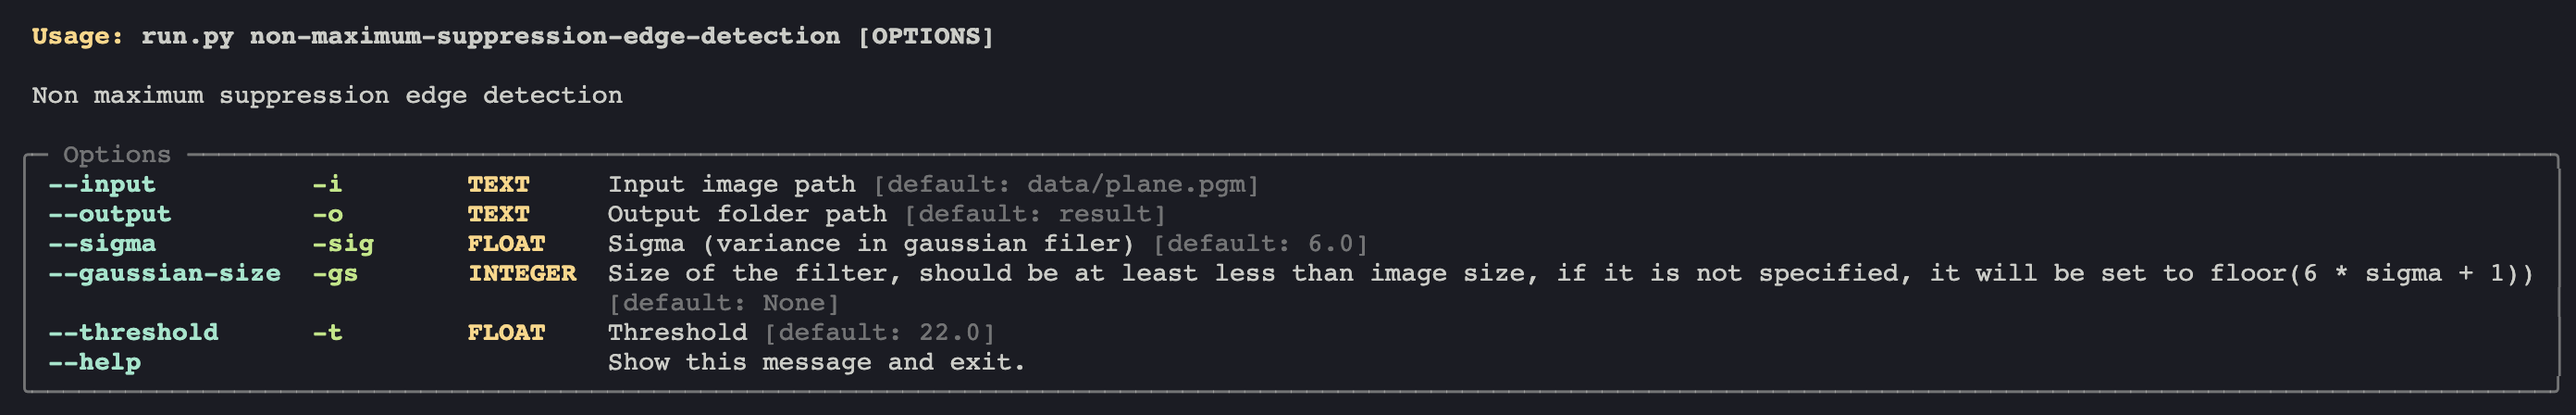 Usage: run.py non-maximum-suppression-edge-detection [OPTIONS]
Non maximum suppression edge detection
Options
--input -i TEXT Input image path [default: data/plane.pgm]
--output -o TEXT Output folder path [default: result]
--sigma -sig FLOAT Sigma (variance in gaussian filer) [default: 6.0]
--gaussian-size -gs INTEGER Size of the filter, should be at least less than image size, if it is not specified, it will be set to floor(6 * sigma + 1))
[default: None]
--threshold -t FLOAT Threshold [default: 22.0]
--help Show this message and exit.